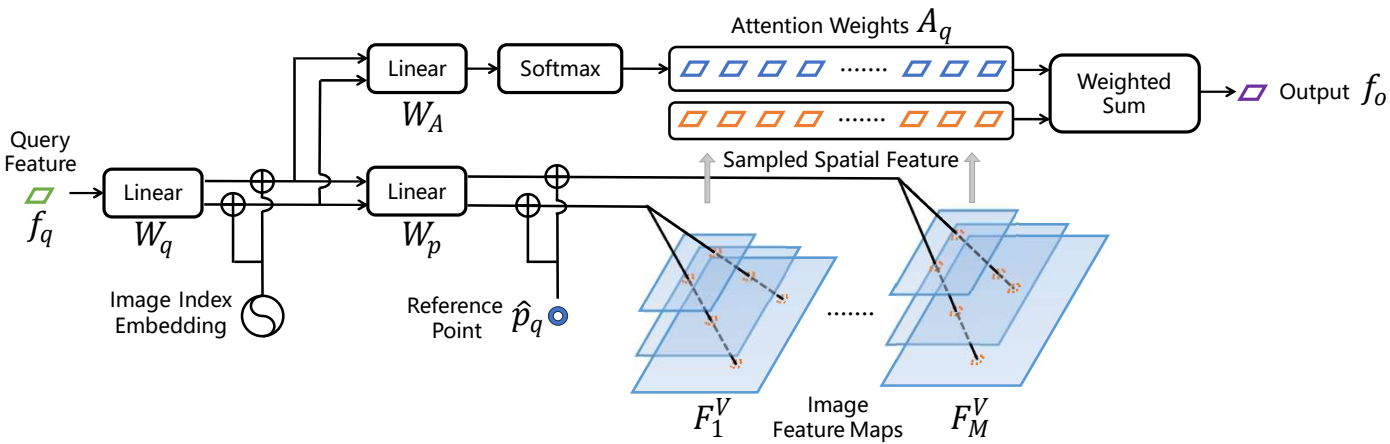 Attention Weights A_q
Linear
Softmax
Weighted
Sum
Output f_o
W_A
Query
Feature
Sampled Spatial Feature
Linear
Linear
f_q
W_q
W_p
Image Index
Embedding
Reference
Point
p̂_q
.......
.......
.......
F_1^V
Image
Feature Maps
F_M^V